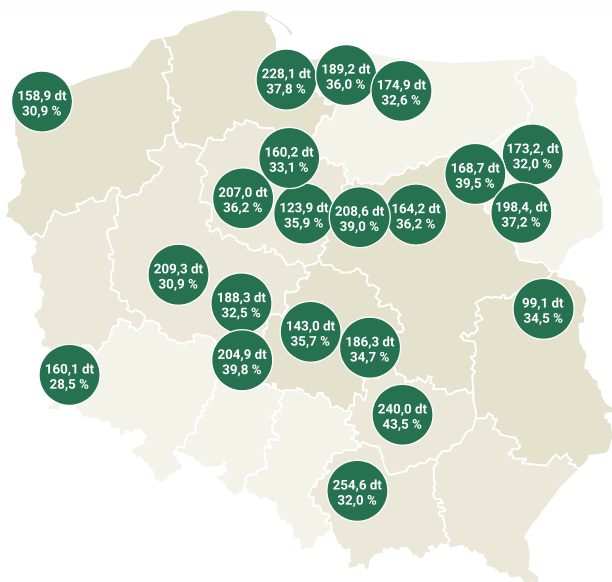 228,1 dt
37,8 %
189,2 dt
36,0 %
174,9 dt
32,6 %
158,9 dt
30,9 %
160,2 dt
33,1 %
173,2, dt
32,0 %
168,7 dt
39,5 %
207,0 dt
36,2 %
123,9 dt
35,9 %
208,6 dt
39,0 %
164,2 dt
36,2 %
198,4, dt
37,2 %
209,3 dt
30,9 %
188,3 dt
32,5 %
99,1 dt
34,5 %
143,0 dt
35,7 %
186,3 dt
34,7 %
204,9 dt
39,8 %
160,1 dt
28,5 %
240,0 dt
43,5 %
254,6 dt
32,0 %